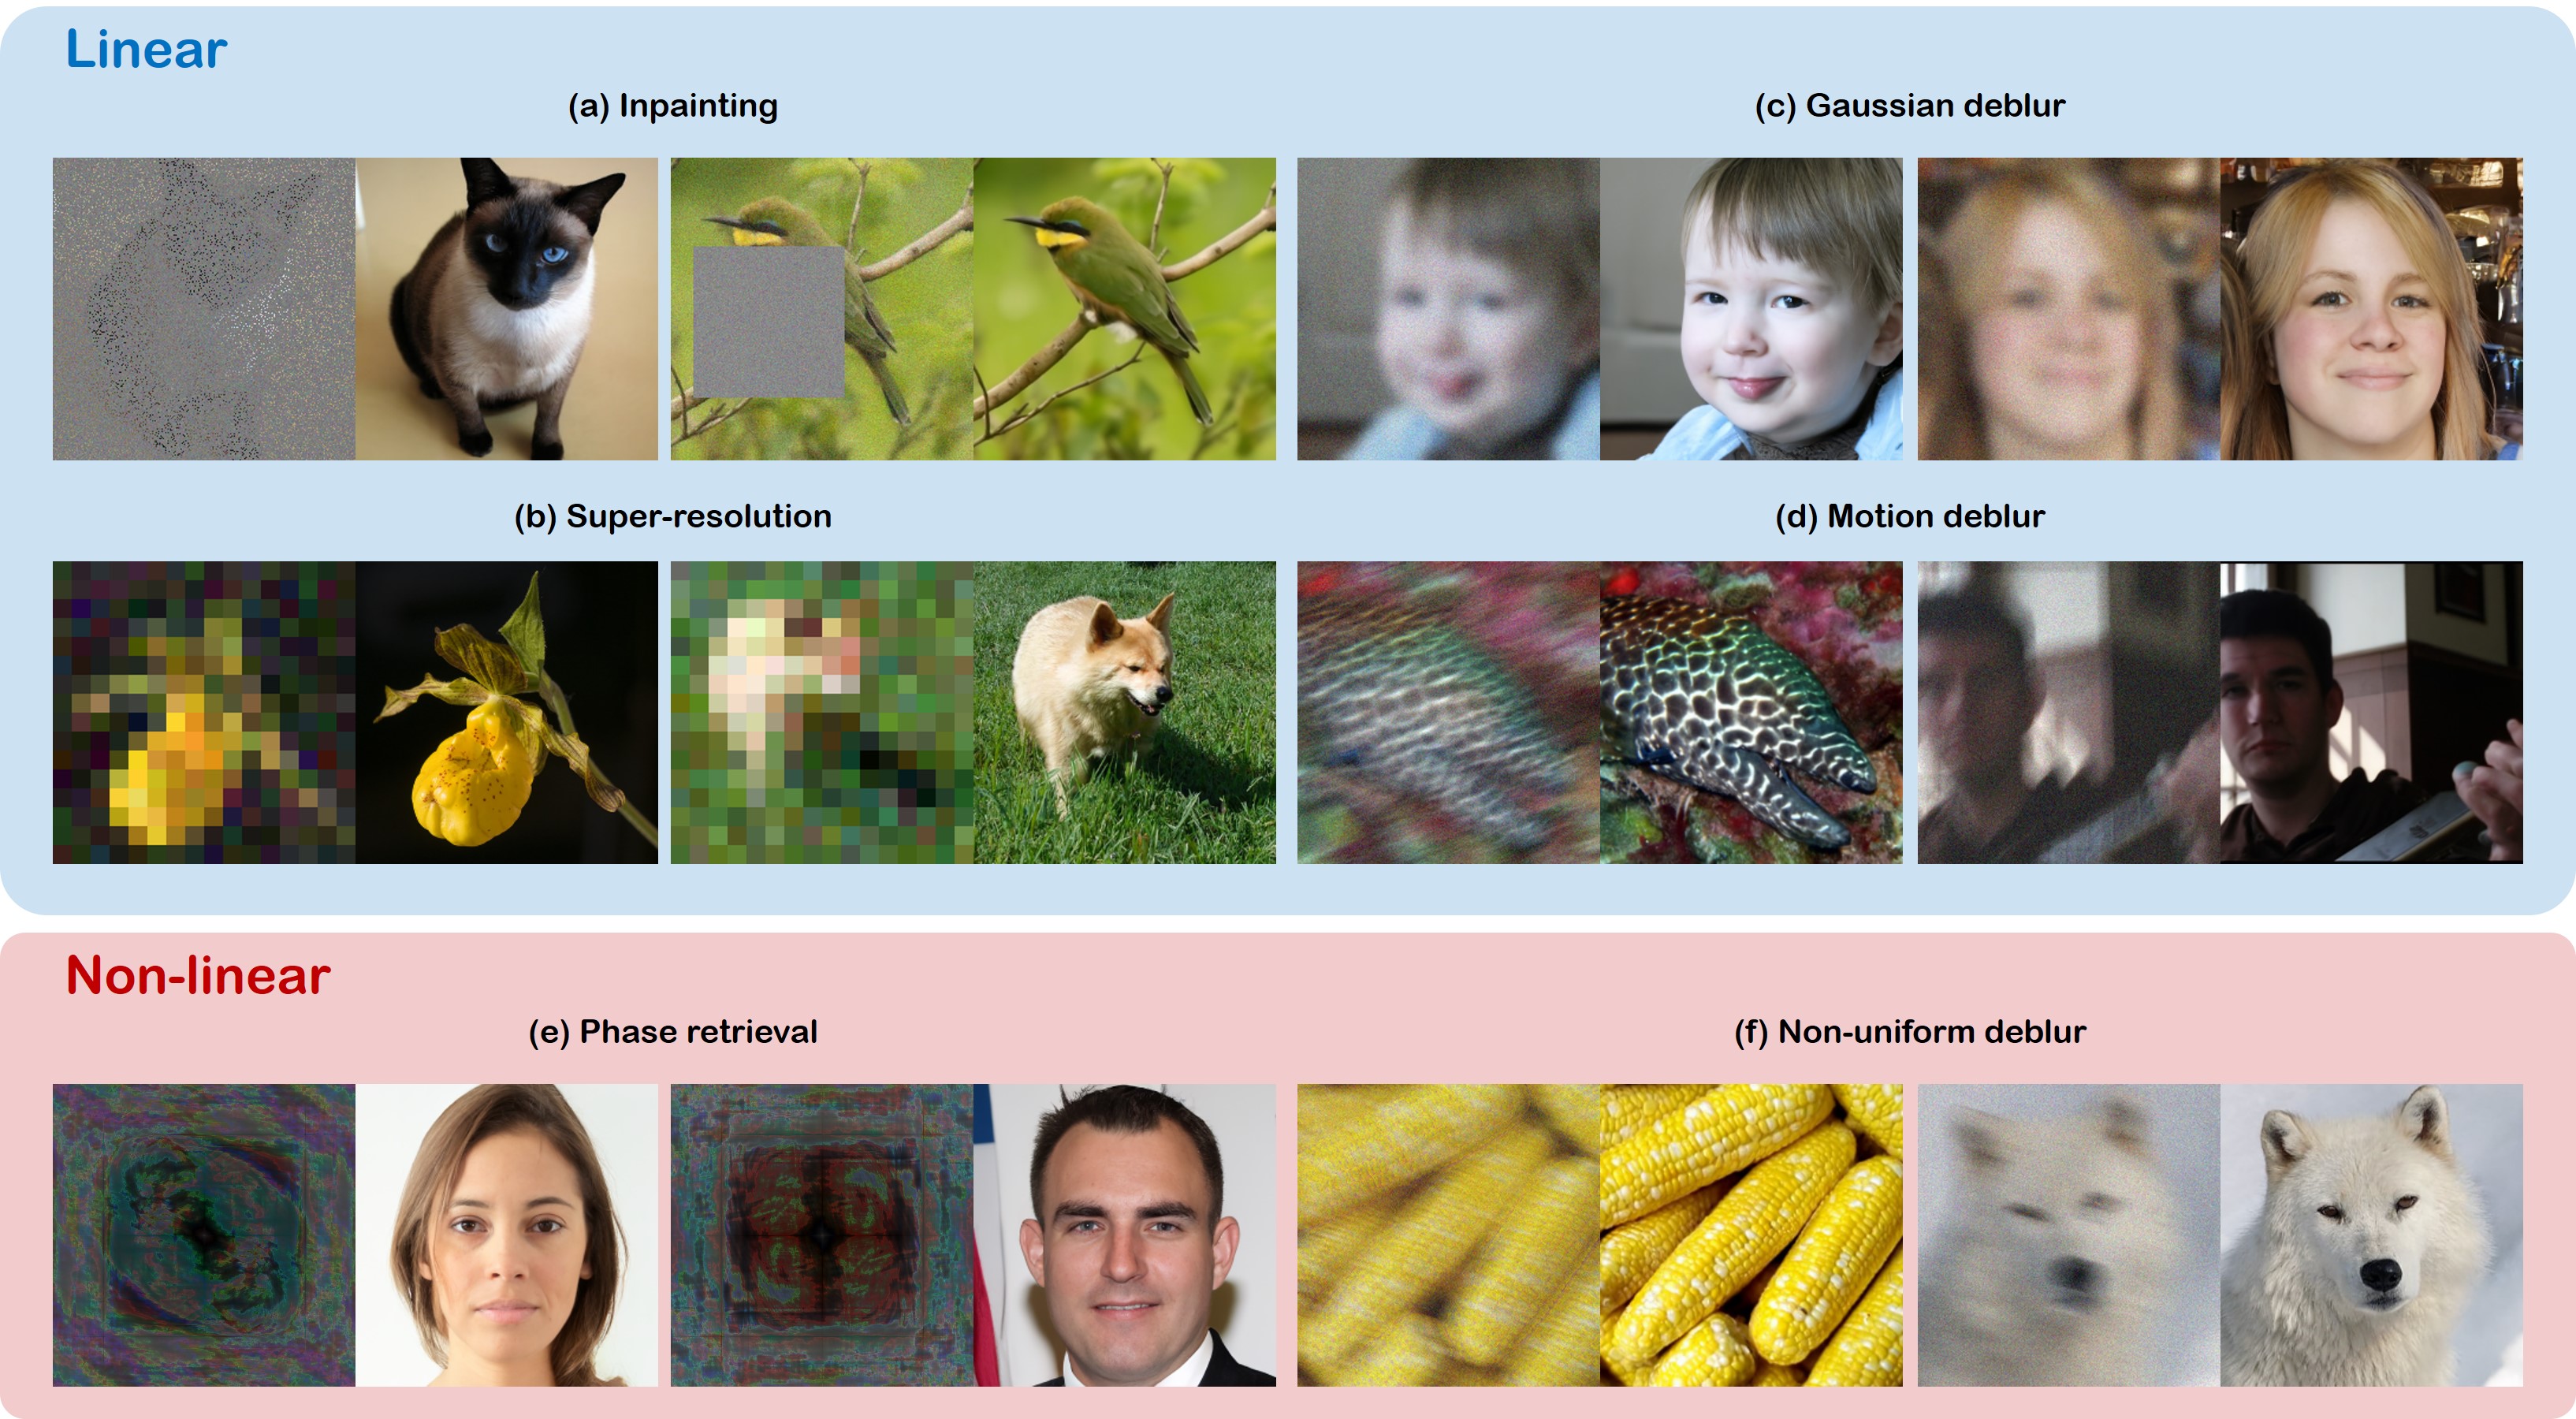 Linear
(a) Inpainting
(c) Gaussian deblur
(b) Super-resolution
(d) Motion deblur
Non-linear
(e) Phase retrieval
(f) Non-uniform deblur